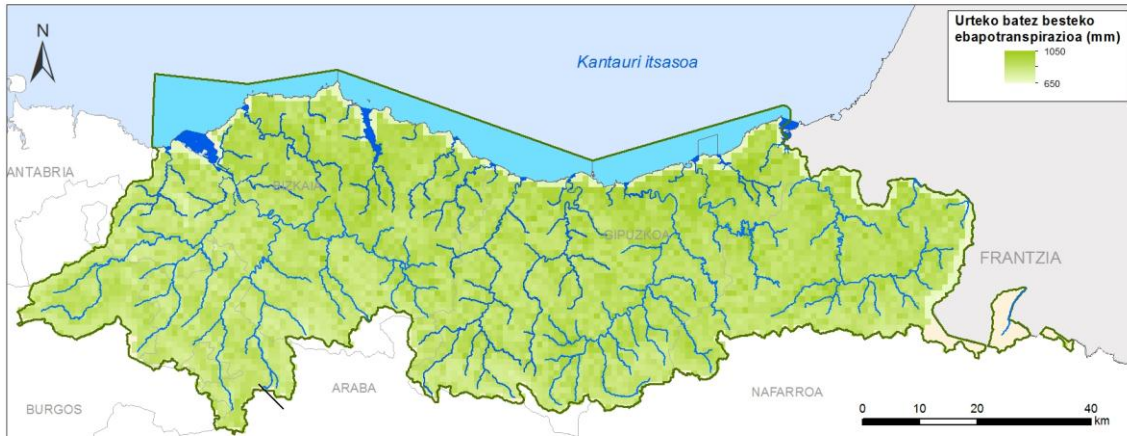 Urteko batez besteko
ebapotranspirazioa (mm)
1050
650
N
Kantauri itsasoa
ANTABRIA
BIZKAIA
GIPUZKOA
FRANTZIA
ARABA
NAFARROA
BURGOS
0 10 20 40
km